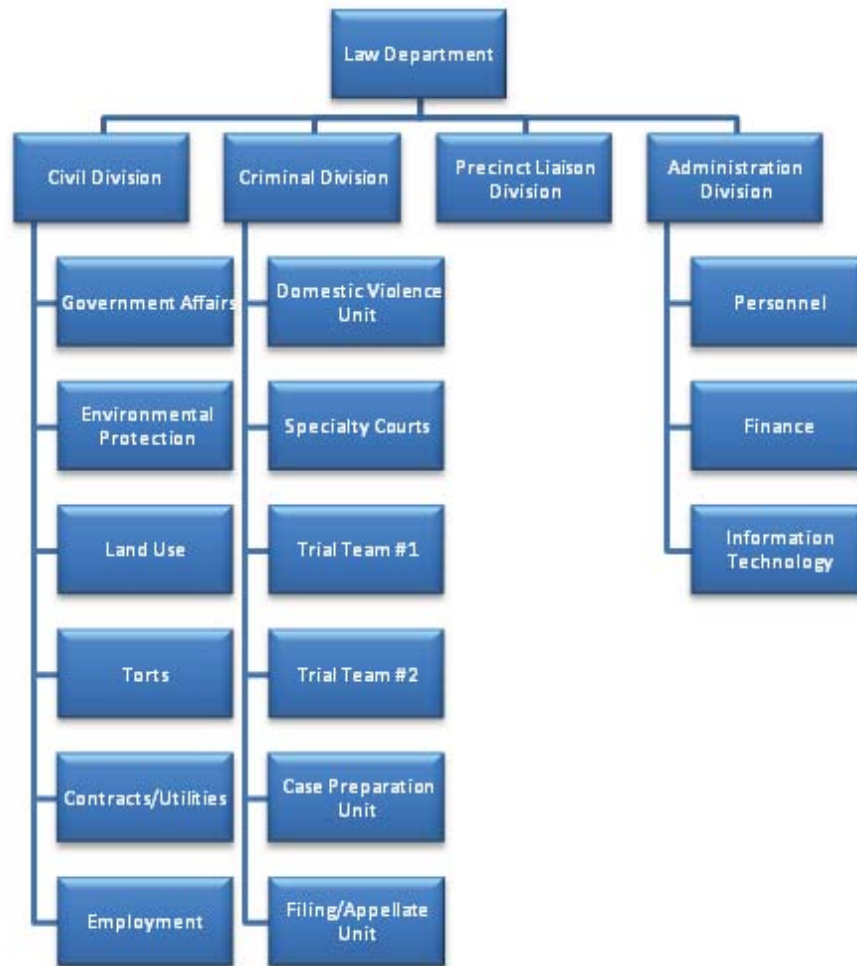 Law Department
Civil Division
Criminal Division
Precinct Liaison
Division
Administration
Division
Government Affairs
Environmental
Protection
Land Use
Torts
Contracts/Utilities
Employment
Domestic Violence
Unit
Specialty Courts
Trial Team #1
Trial Team #2
Case Preparation
Unit
Filing/Appellate
Unit
Personnel
Finance
Information
Technology